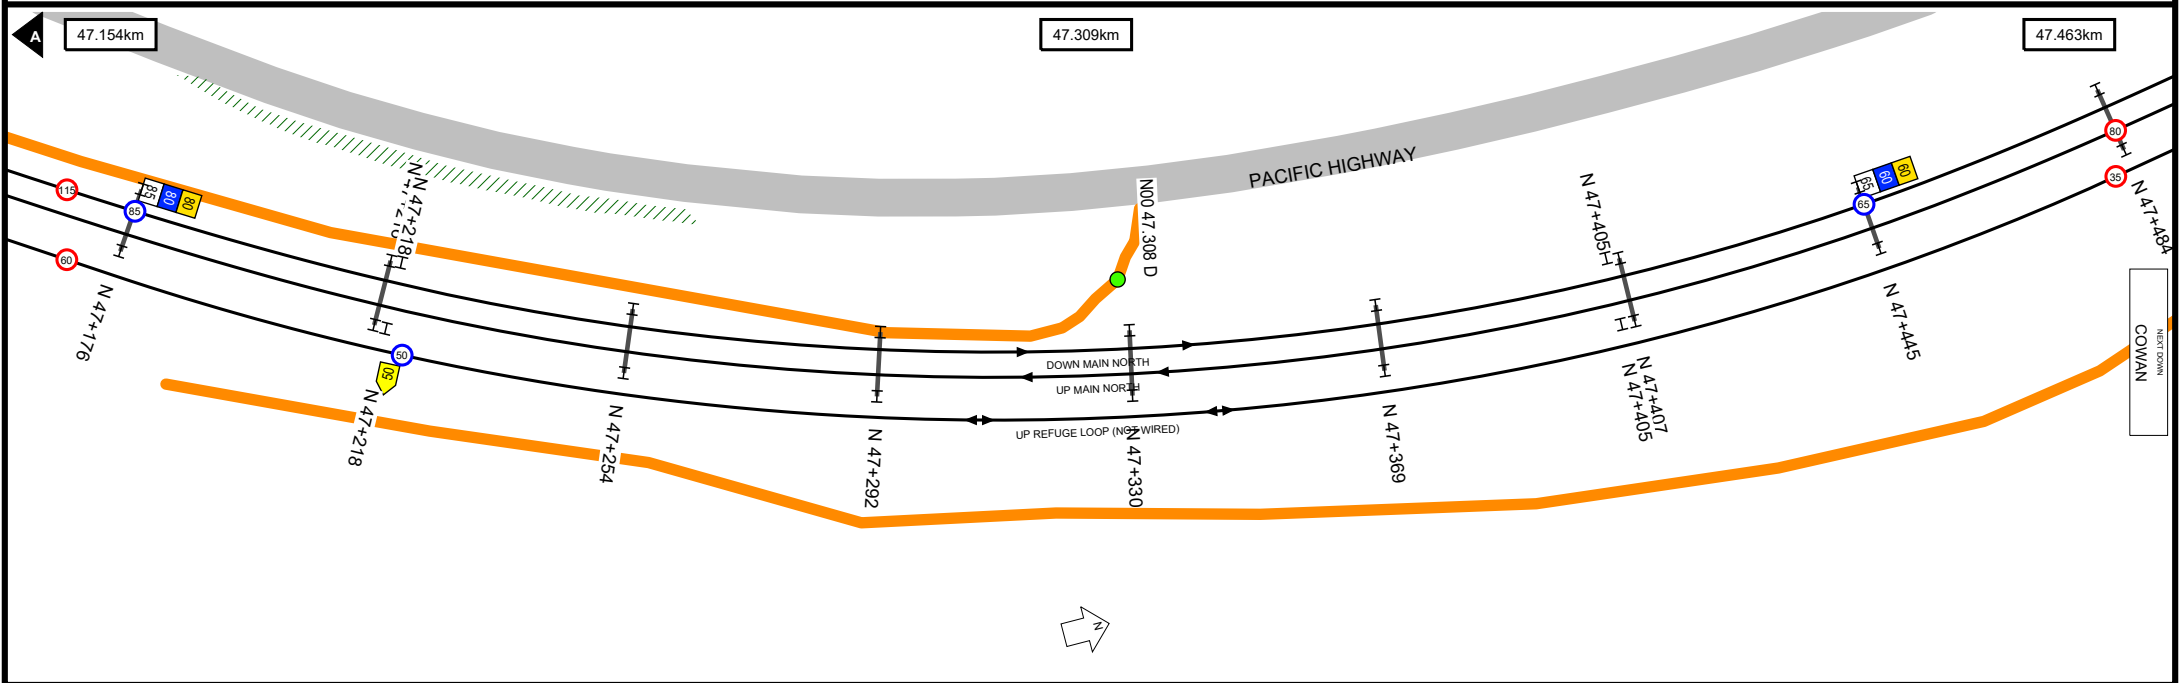 A
47.154km
47.309km
47.463km
PACIFIC HIGHWAY
115
85
85
80
80
60
N 47+176
N 47+218
50
50
N 47+218
N 47+254
N 47+292
N00 47.308 D
DOWN MAIN NORTH
UP MAIN NORTH
UP REFUGE LOOP (NOT WIRED)
N 47+330
N 47+369
N 47+405
N 47+407
N 47+405
65
60
60
65
N 47+445
80
35
N 47+484
NEXT DOWN
COWAN
N